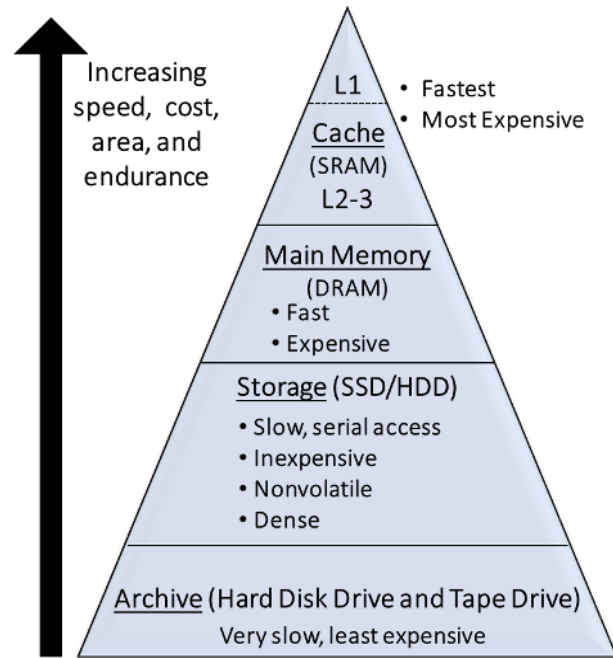 Increasing
speed, cost,
area, and
endurance
L1
• Fastest
• Most Expensive
Cache
(SRAM)
L2-3
Main Memory
(DRAM)
• Fast
• Expensive
Storage (SSD/HDD)
• Slow, serial access
• Inexpensive
• Nonvolatile
• Dense
Archive (Hard Disk Drive and Tape Drive)
Very slow, least expensive